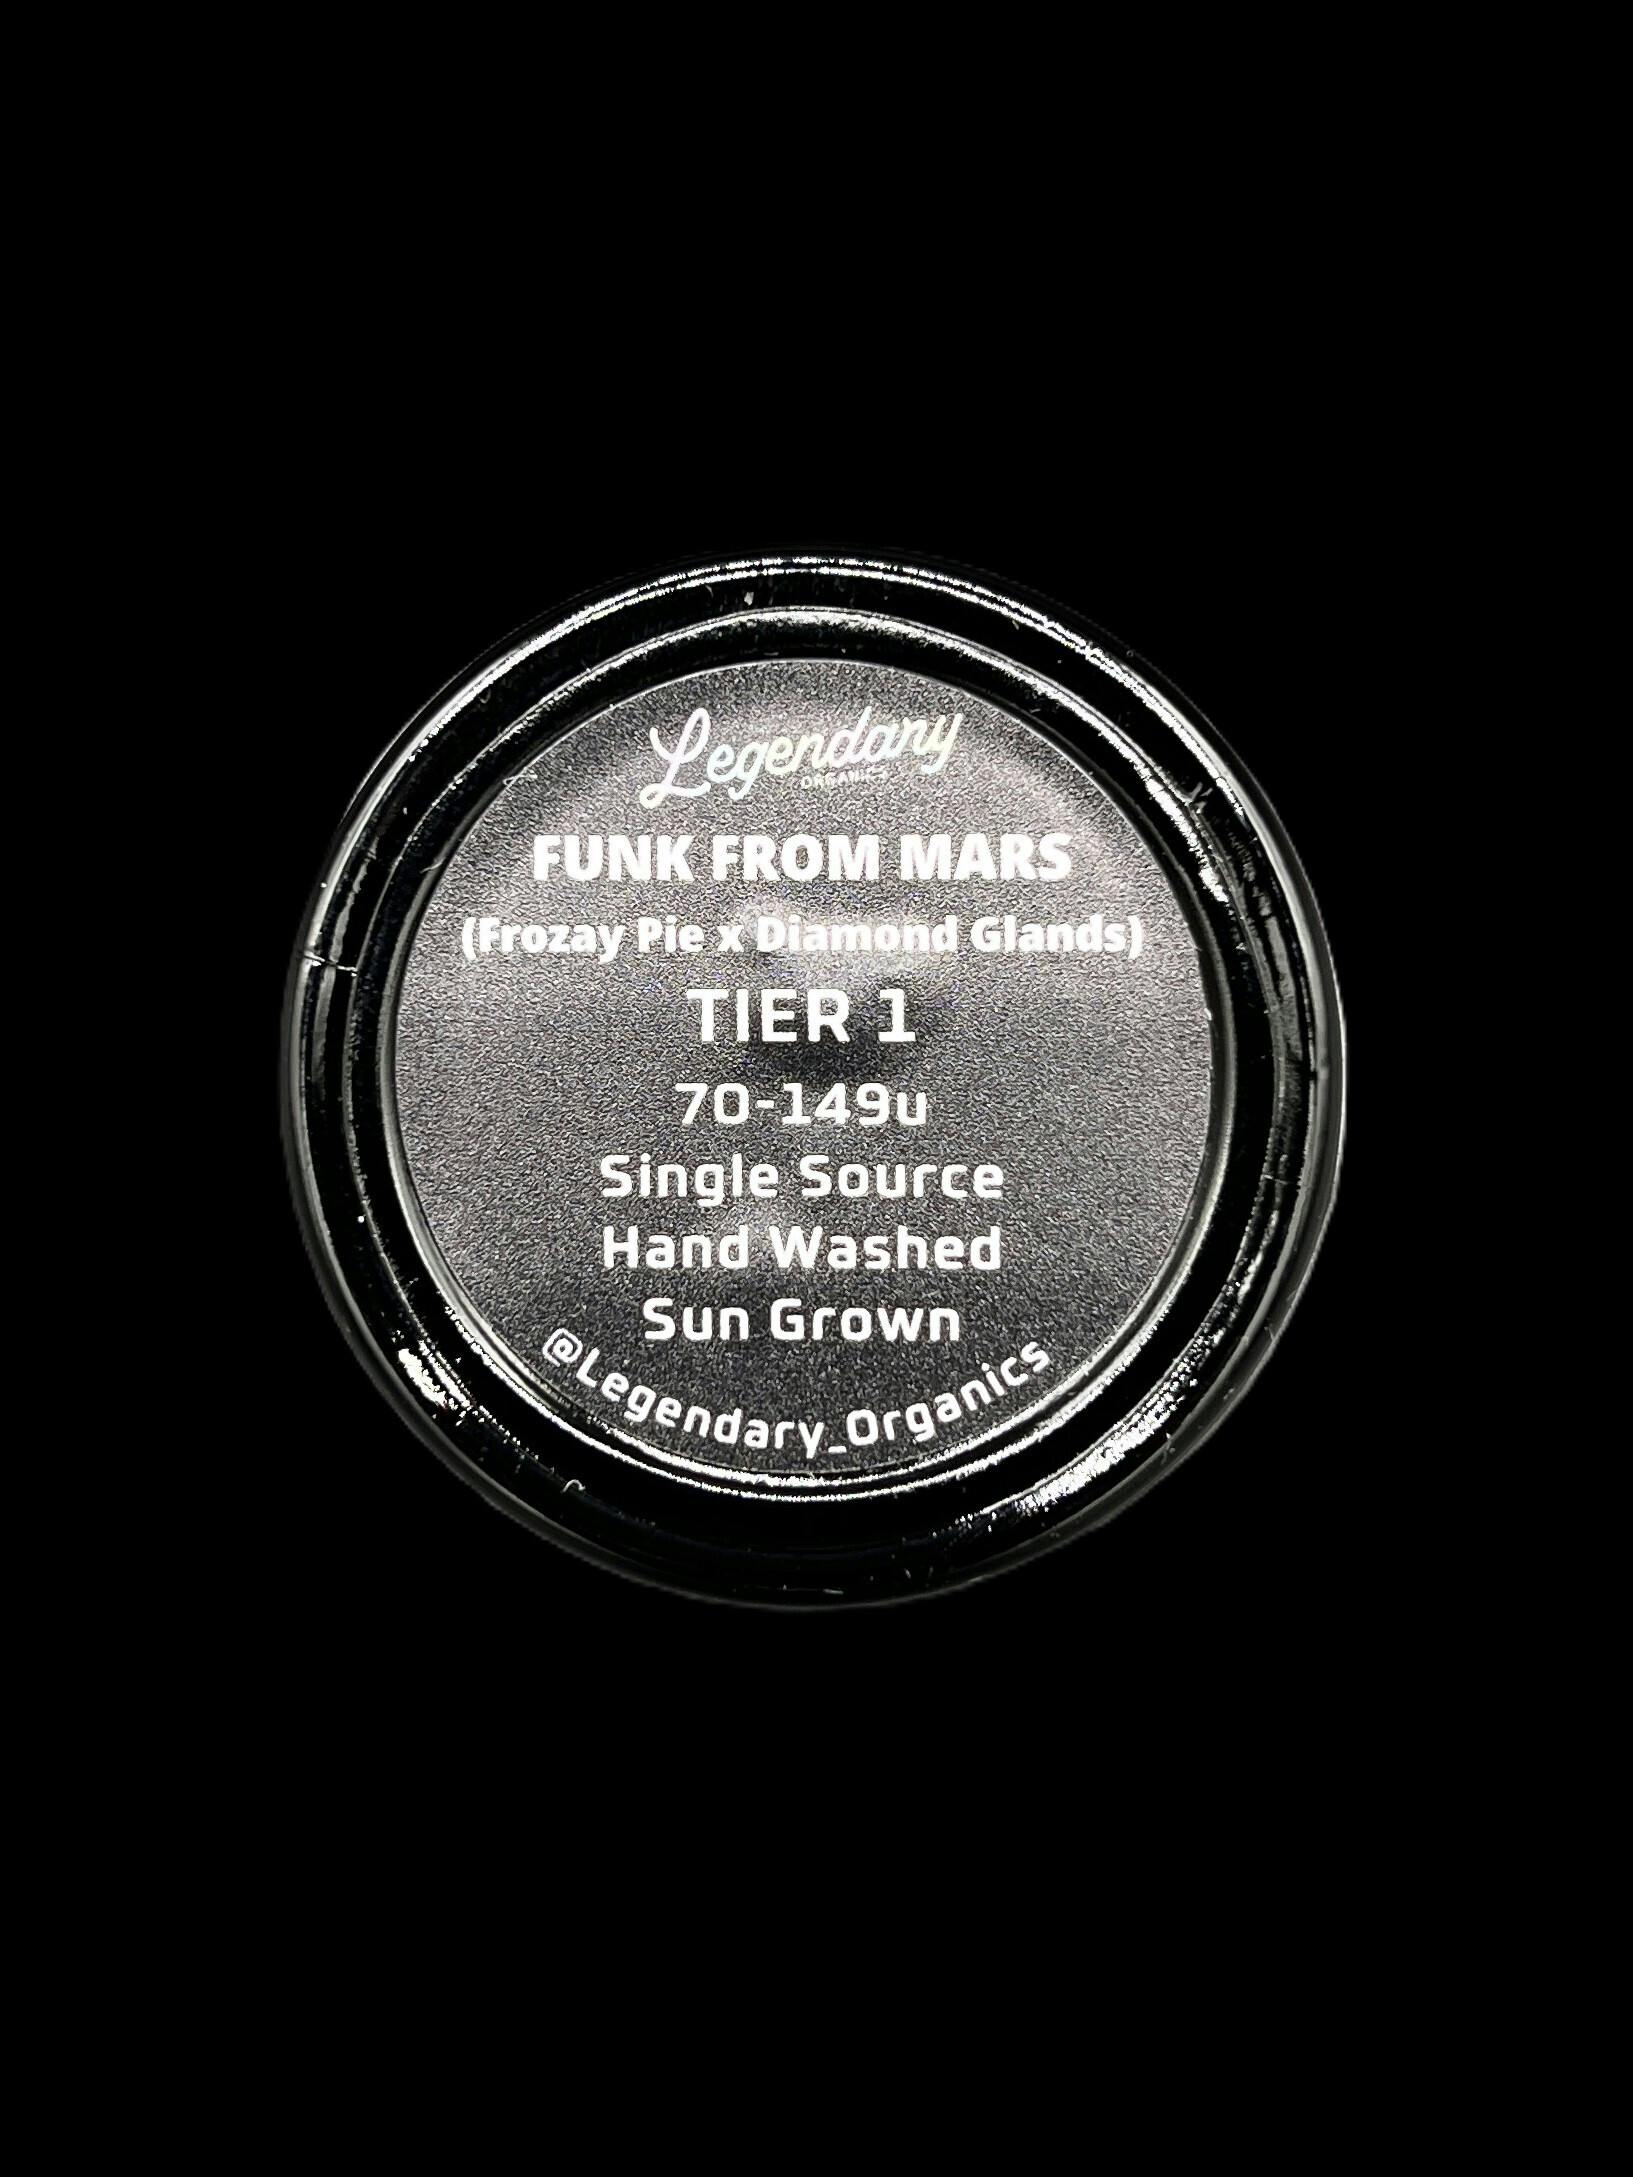 Legendary
ORGANICS
FUNK FROM MARS
(Frozay Pie x Diamond Glands)
TIER 1
70-149u
Single Source
Hand Washed
Sun Grown
@Legendary_Organics